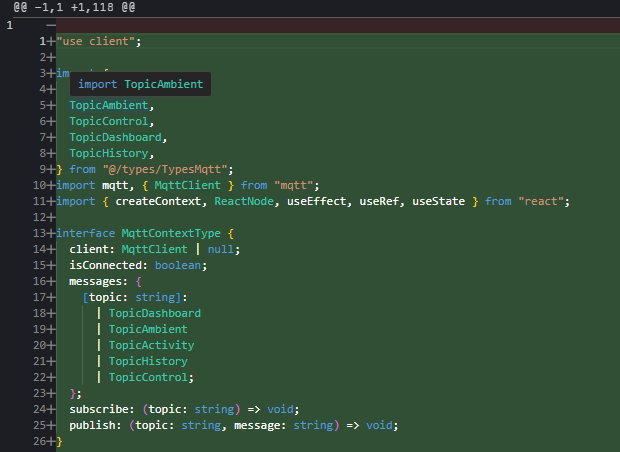 @@ -1,1 +1,118 @@
1 −
1+ "use client";
2+
3+ im
4+ import TopicAmbient
5+ TopicAmbient,
6+ TopicControl,
7+ TopicDashboard,
8+ TopicHistory,
9+ } from "@/types/TypesMqtt";
10+ import mqtt, { MqttClient } from "mqtt";
11+ import { createContext, ReactNode, useEffect, useRef, useState } from "react";
12+
13+ interface MqttContextType {
14+ client: MqttClient | null;
15+ isConnected: boolean;
16+ messages: {
17+ [topic: string]:
18+ | TopicDashboard
19+ | TopicAmbient
20+ | TopicActivity
21+ | TopicHistory
22+ | TopicControl;
23+ };
24+ subscribe: (topic: string) => void;
25+ publish: (topic: string, message: string) => void;
26+ }